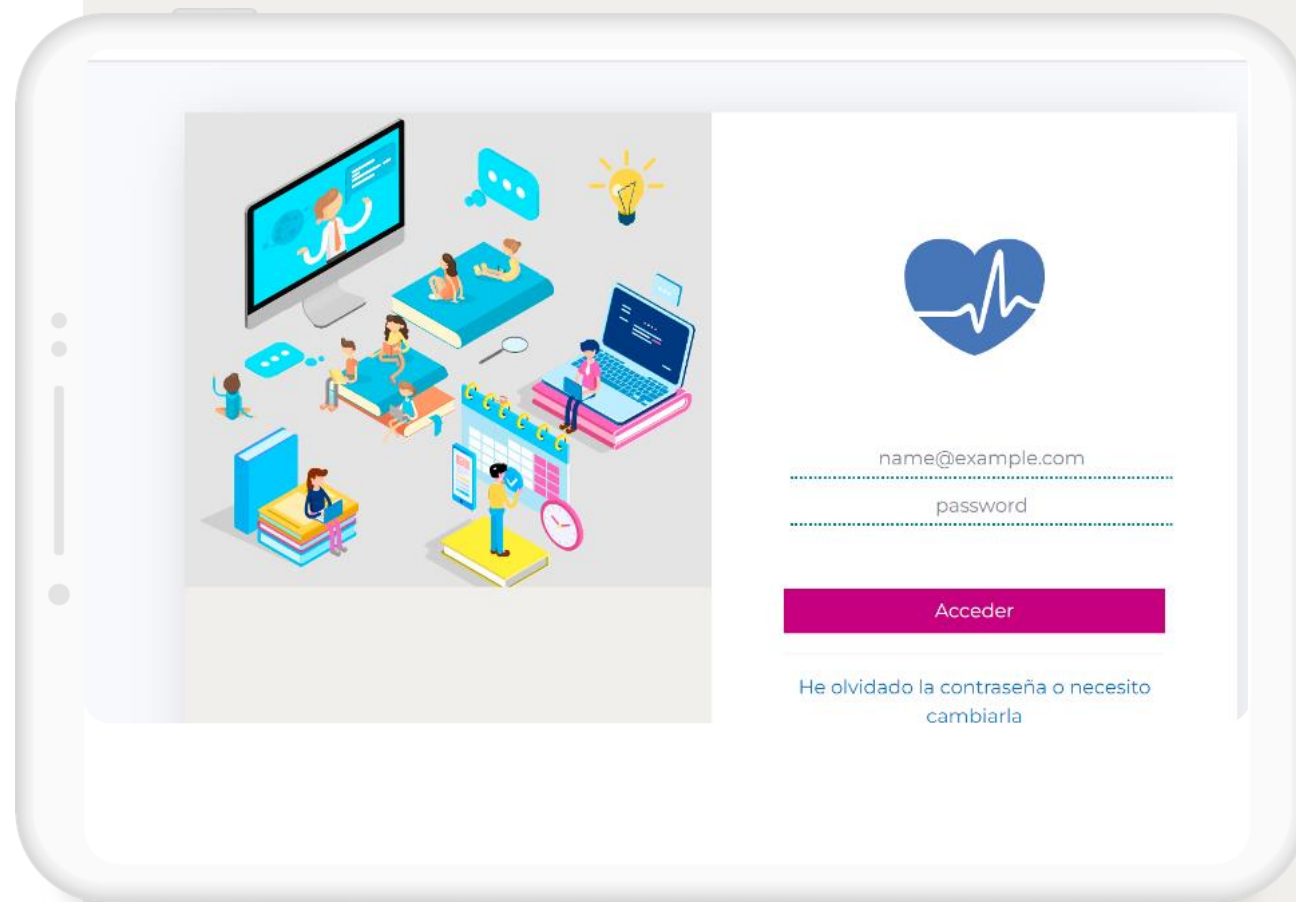 name@example.com
password
Acceder
He olvidado la contraseña o necesito
cambiarla